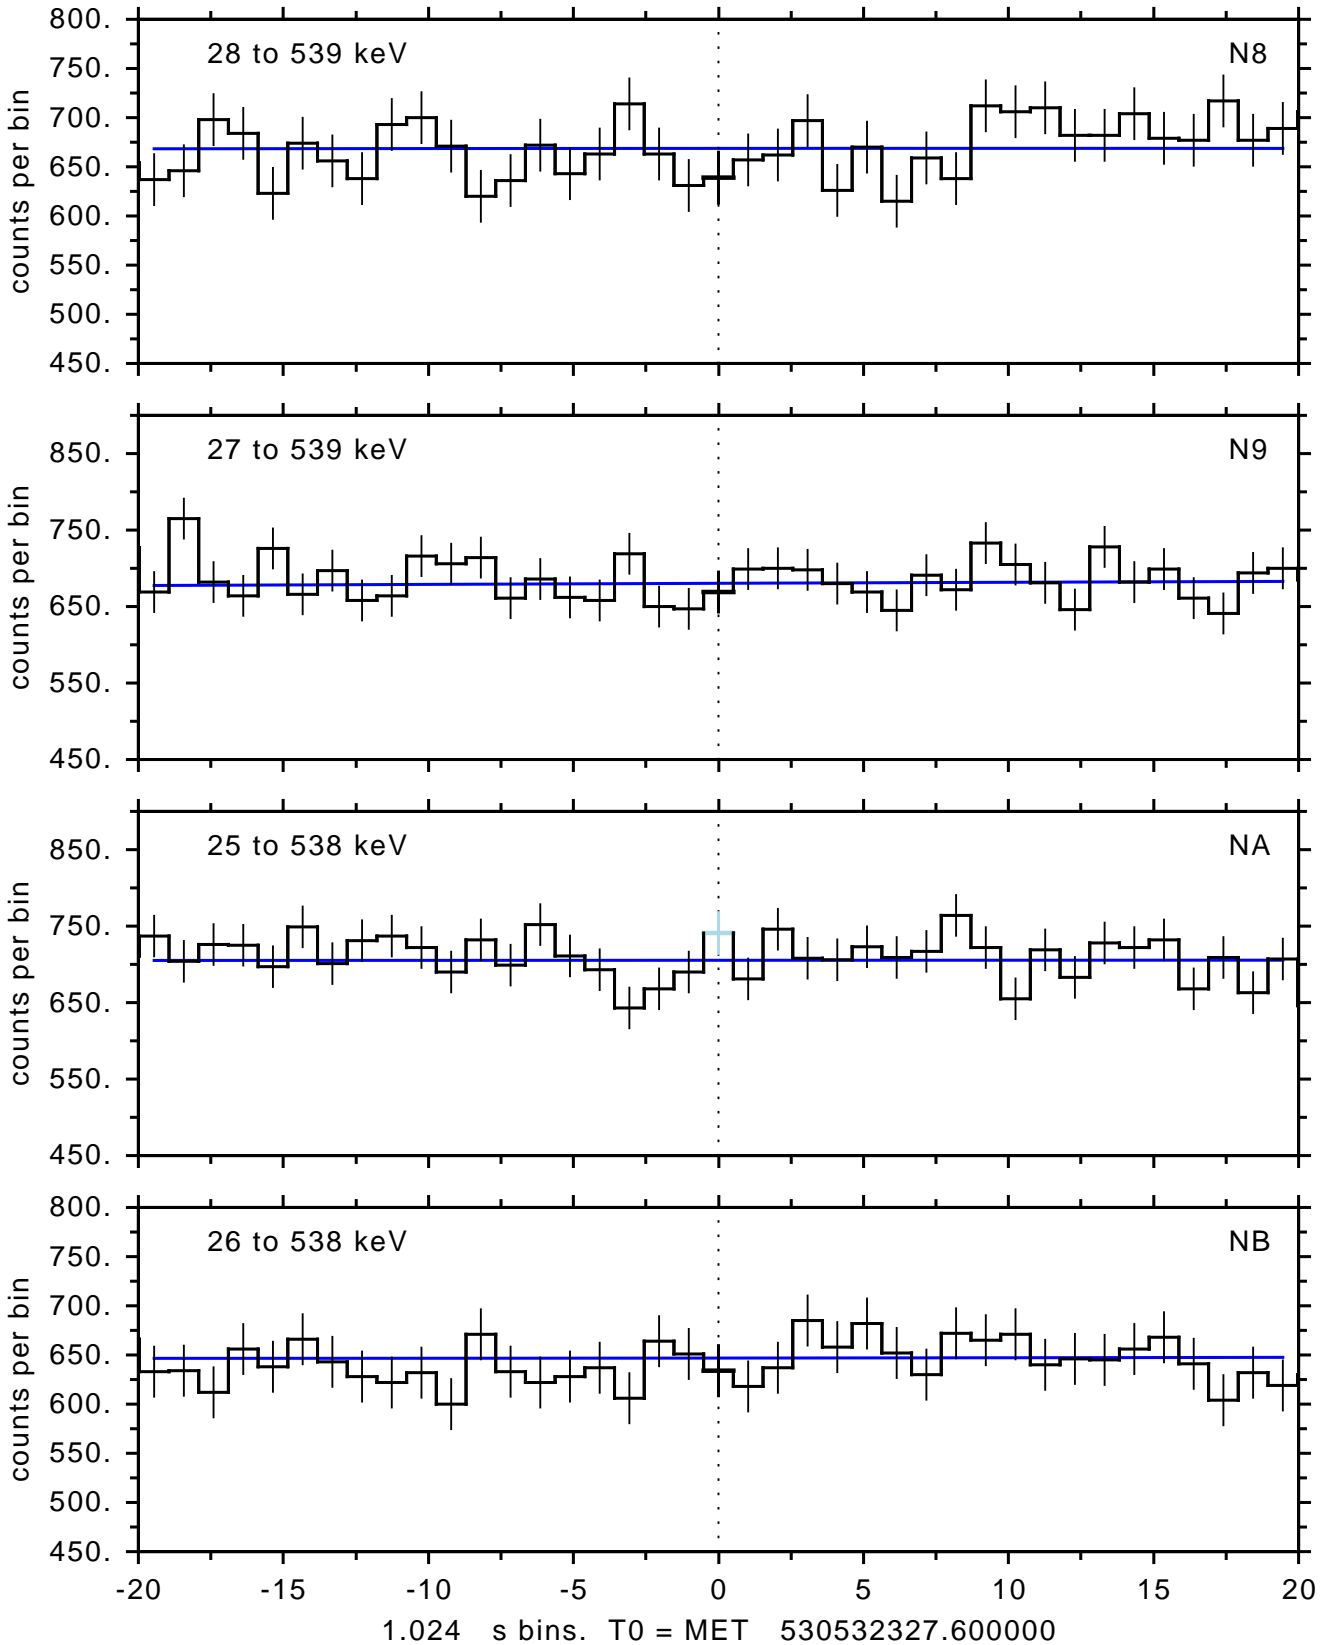 800.
28 to 539 keV N8
750.
700.
650.
600.
550.
500.
450.
counts per bin
27 to 539 keV N9
850.
750.
650.
550.
450.
counts per bin
25 to 538 keV NA
850.
750.
650.
550.
450.
counts per bin
800.
26 to 538 keV NB
750.
700.
650.
600.
550.
500.
450.
counts per bin
-20 -15 -10 -5 0 5 10 15 20
1.024 s bins. T0 = MET 530532327.600000